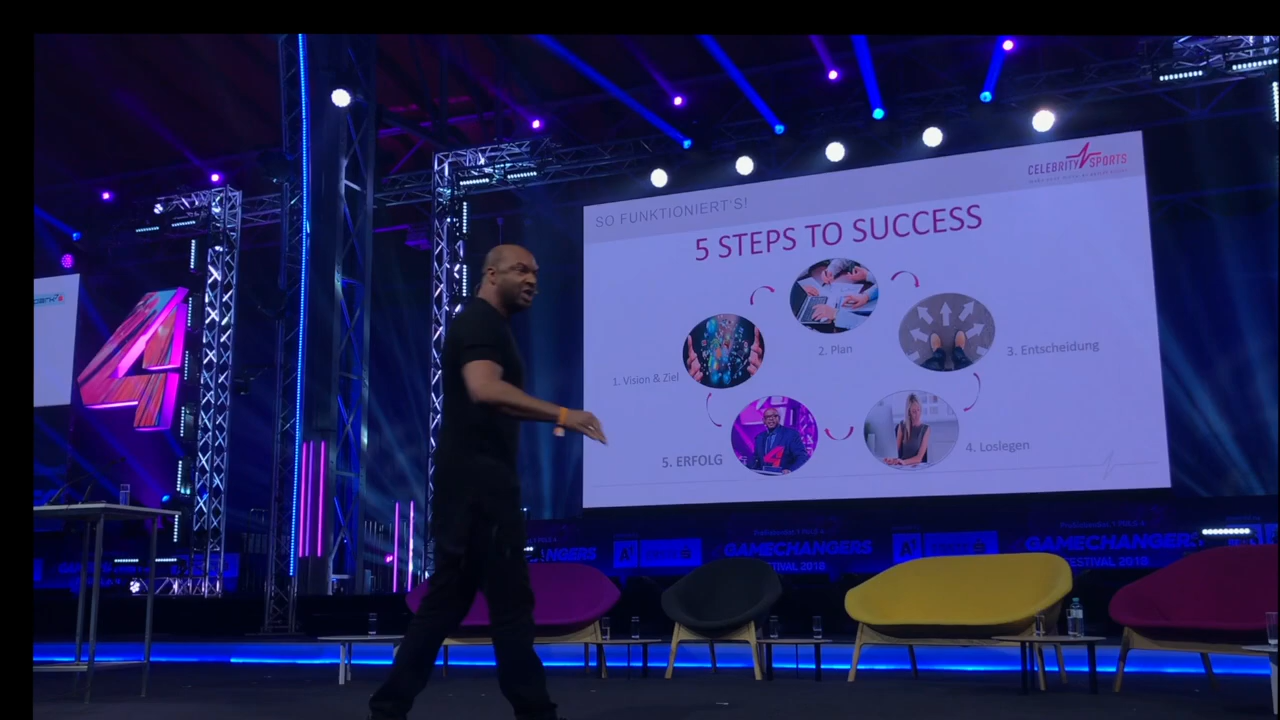 CELEBRITY SPORTS
SO FUNKTIONIERT'S!
5 STEPS TO SUCCESS
1. Vision & Ziel
2. Plan
3. Entscheidung
4. Loslegen
5. ERFOLG
4
GAMECHANGERS
FESTIVAL 2018
GAMECHANGERS
FESTIVAL 2018